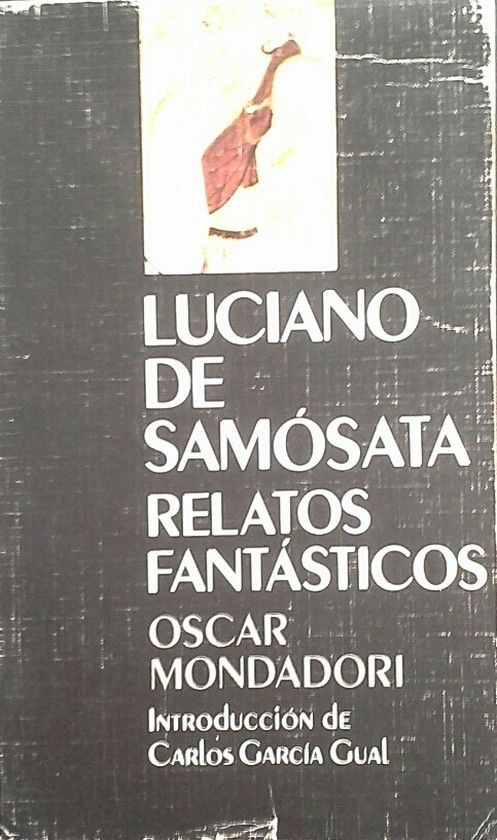 LUCIANO
DE
SAMÓSATA
RELATOS
FANTÁSTICOS
OSCAR
MONDADORI
INTRODUCCIÓN DE
CARLOS GARCÍA GUAL